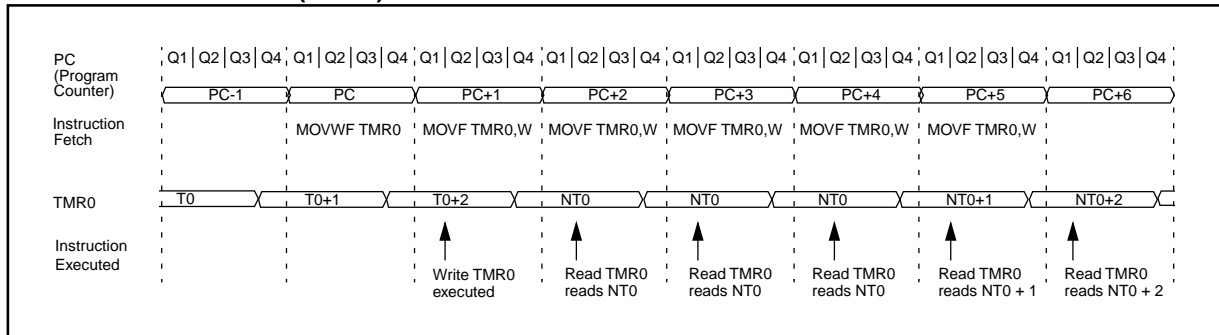 PC
(Program
Counter)
Q1 Q2 Q3 Q4 Q1 Q2 Q3 Q4 Q1 Q2 Q3 Q4 Q1 Q2 Q3 Q4 Q1 Q2 Q3 Q4 Q1 Q2 Q3 Q4 Q1 Q2 Q3 Q4 Q1 Q2 Q3 Q4
PC-1 PC PC+1 PC+2 PC+3 PC+4 PC+5 PC+6
Instruction
Fetch
MOVWF TMR0 MOVF TMR0,W MOVF TMR0,W MOVF TMR0,W MOVF TMR0,W MOVF TMR0,W
TMR0
T0 T0+1 T0+2 NT0 NT0 NT0 NT0+1 NT0+2
Instruction
Executed
Write TMR0
executed
Read TMR0
reads NT0
Read TMR0
reads NT0
Read TMR0
reads NT0
Read TMR0
reads NT0 + 1
Read TMR0
reads NT0 + 2